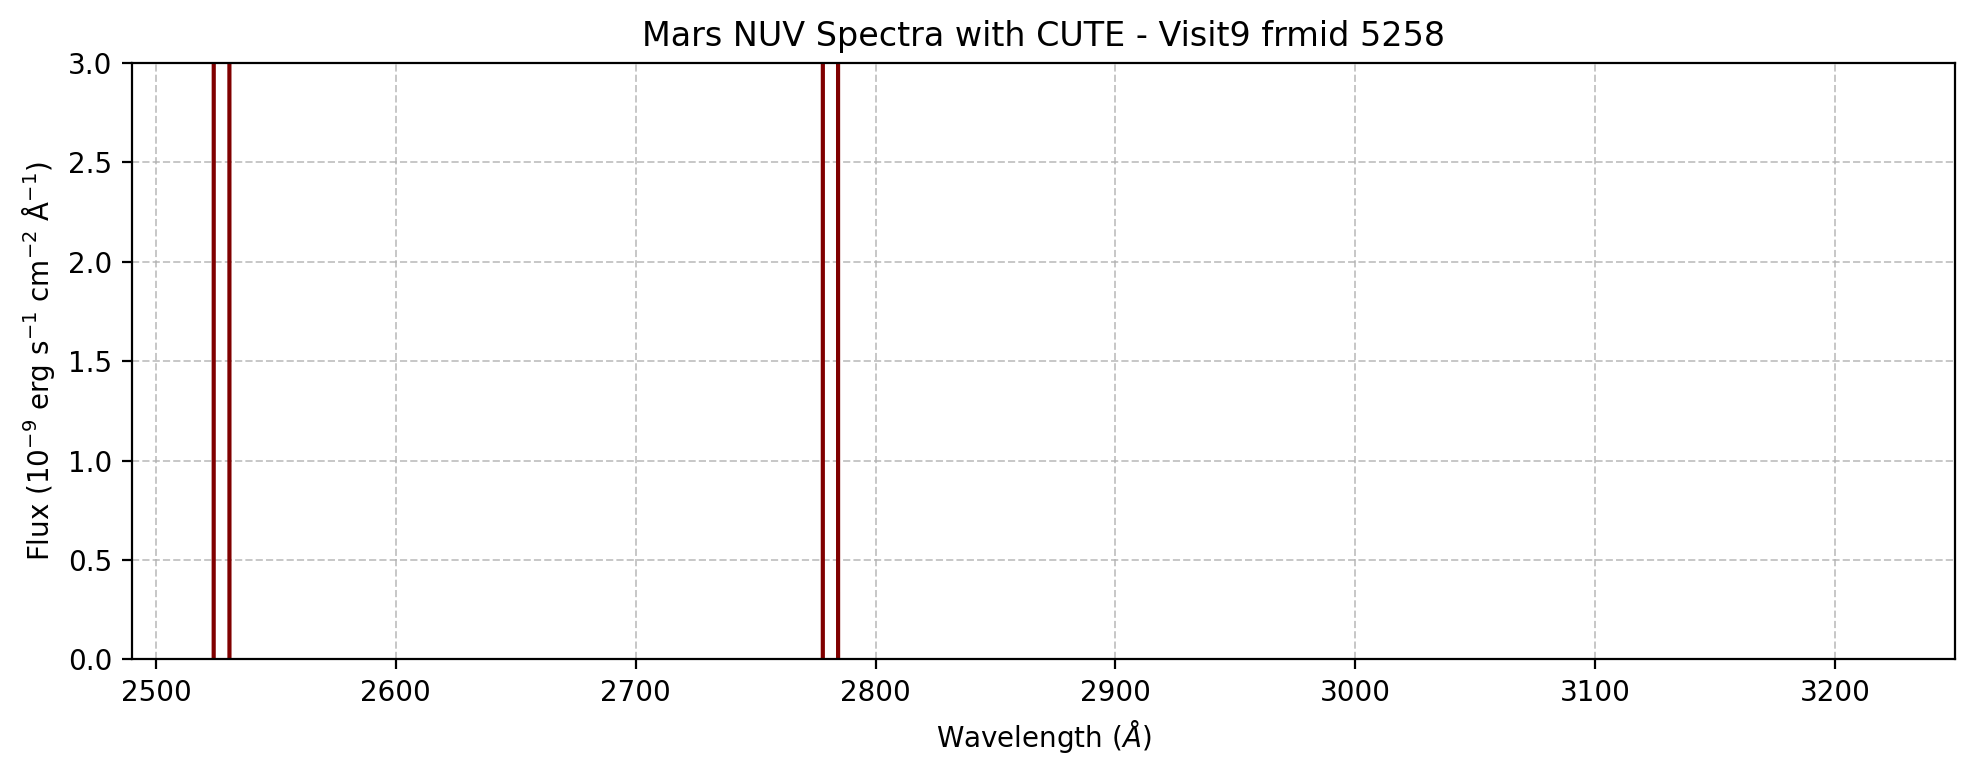 Mars NUV Spectra with CUTE - Visit9 frmid 5258
Flux (10⁻⁹ erg s⁻¹ cm⁻² Å⁻¹)
3.0
2.5
2.0
1.5
1.0
0.5
0.0
2500 2600 2700 2800 2900 3000 3100 3200
Wavelength (Å)